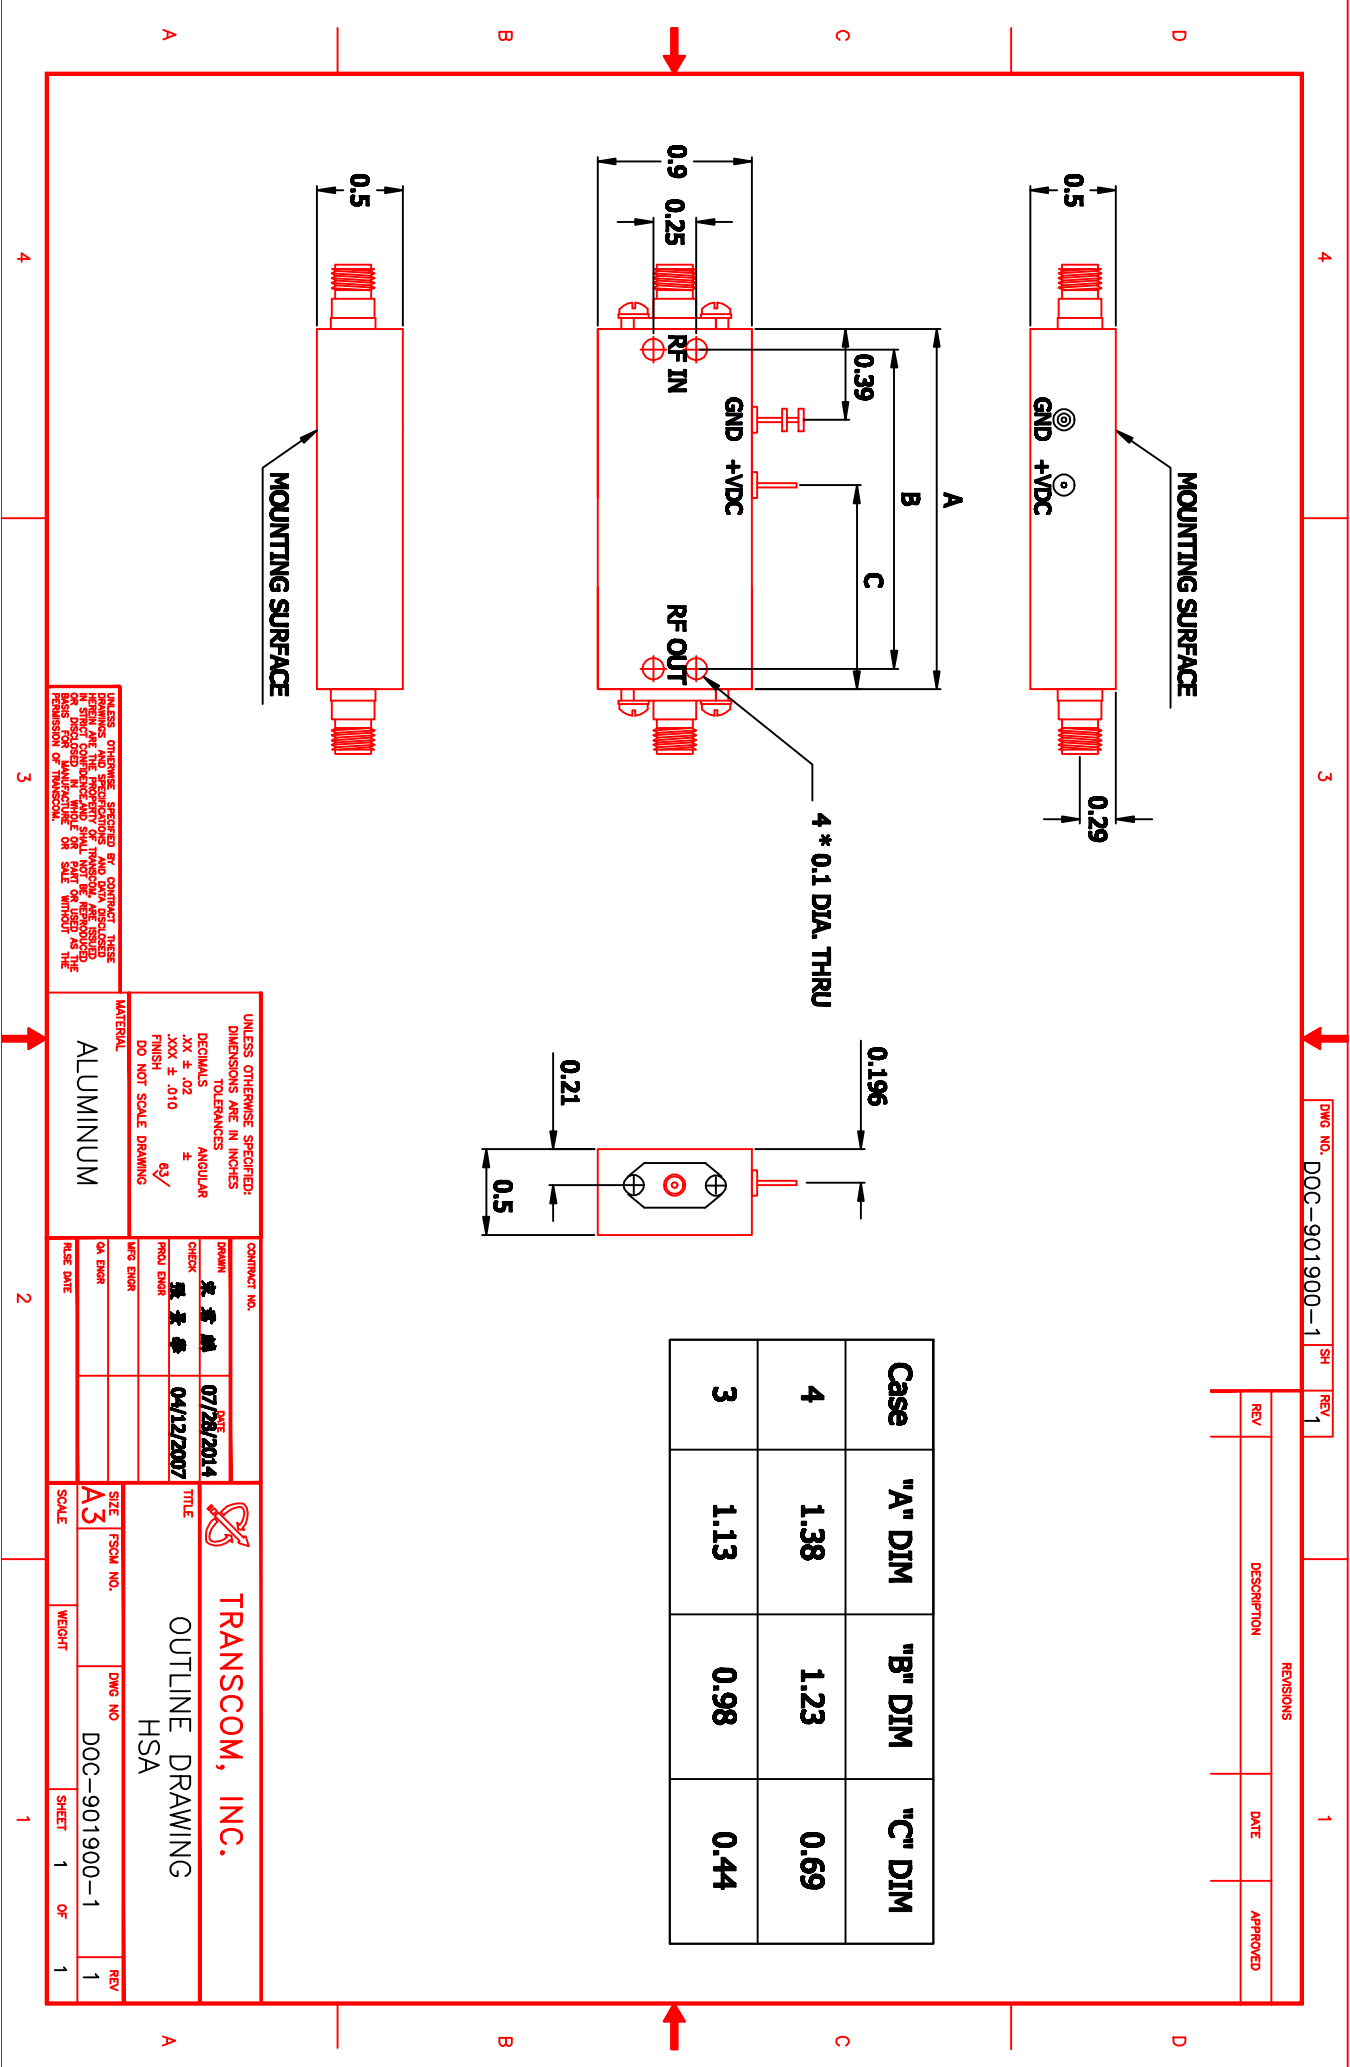 4
3
DWG NO.
DOC-901900-1
SH
REV
1
1
REVISIONS
REV
DESCRIPTION
DATE
APPROVED
D
D
C
C
B
B
A
A
MOUNTING SURFACE
0.5
GND +VDC
0.29
A
B
0.39
C
0.9
0.25
RF IN
GND +VDC
RF OUT
4 * 0.1 DIA. THRU
0.5
MOUNTING SURFACE
0.196
0.21
0.5
Case "A" DIM "B" DIM "C" DIM
4 1.38 1.23 0.69
3 1.13 0.98 0.44
UNLESS OTHERWISE SPECIFIED BY CONTRACT THESE
DRAWINGS AND SPECIFICATIONS AND DATA DISCLOSED
HEREIN ARE THE PROPERTY OF TRANSCOM, ARE ISSUED
IN STRICT CONFIDENCE,AND SHALL NOT BE REPRODUCED
OR DISCLOSED IN WHOLE OR PART OR USED AS THE
BASIS FOR MANUFACTURE OR SALE WITHOUT THE
PERMISSION OF TRANSCOM.
UNLESS OTHERWISE SPECIFIED:
DIMENSIONS ARE IN INCHES
TOLERANCES
DECIMALS ANGULAR
.XX ± .02 ±
.XXX ± .010
FINISH 63
DO NOT SCALE DRAWING
MATERIAL
ALUMINUM
CONTRACT NO.
DRAWN
DATE
07/28/2014
CHECK
04/12/2007
PROJ ENGR
MFG ENGR
QA ENGR
RLSE DATE
TRANSCOM, INC.
TITLE
OUTLINE DRAWING
HSA
SIZE
A3
FSCM NO.
DWG NO
DOC-901900-1
REV
1
SCALE
WEIGHT
SHEET 1 OF 1
4
3
2
1